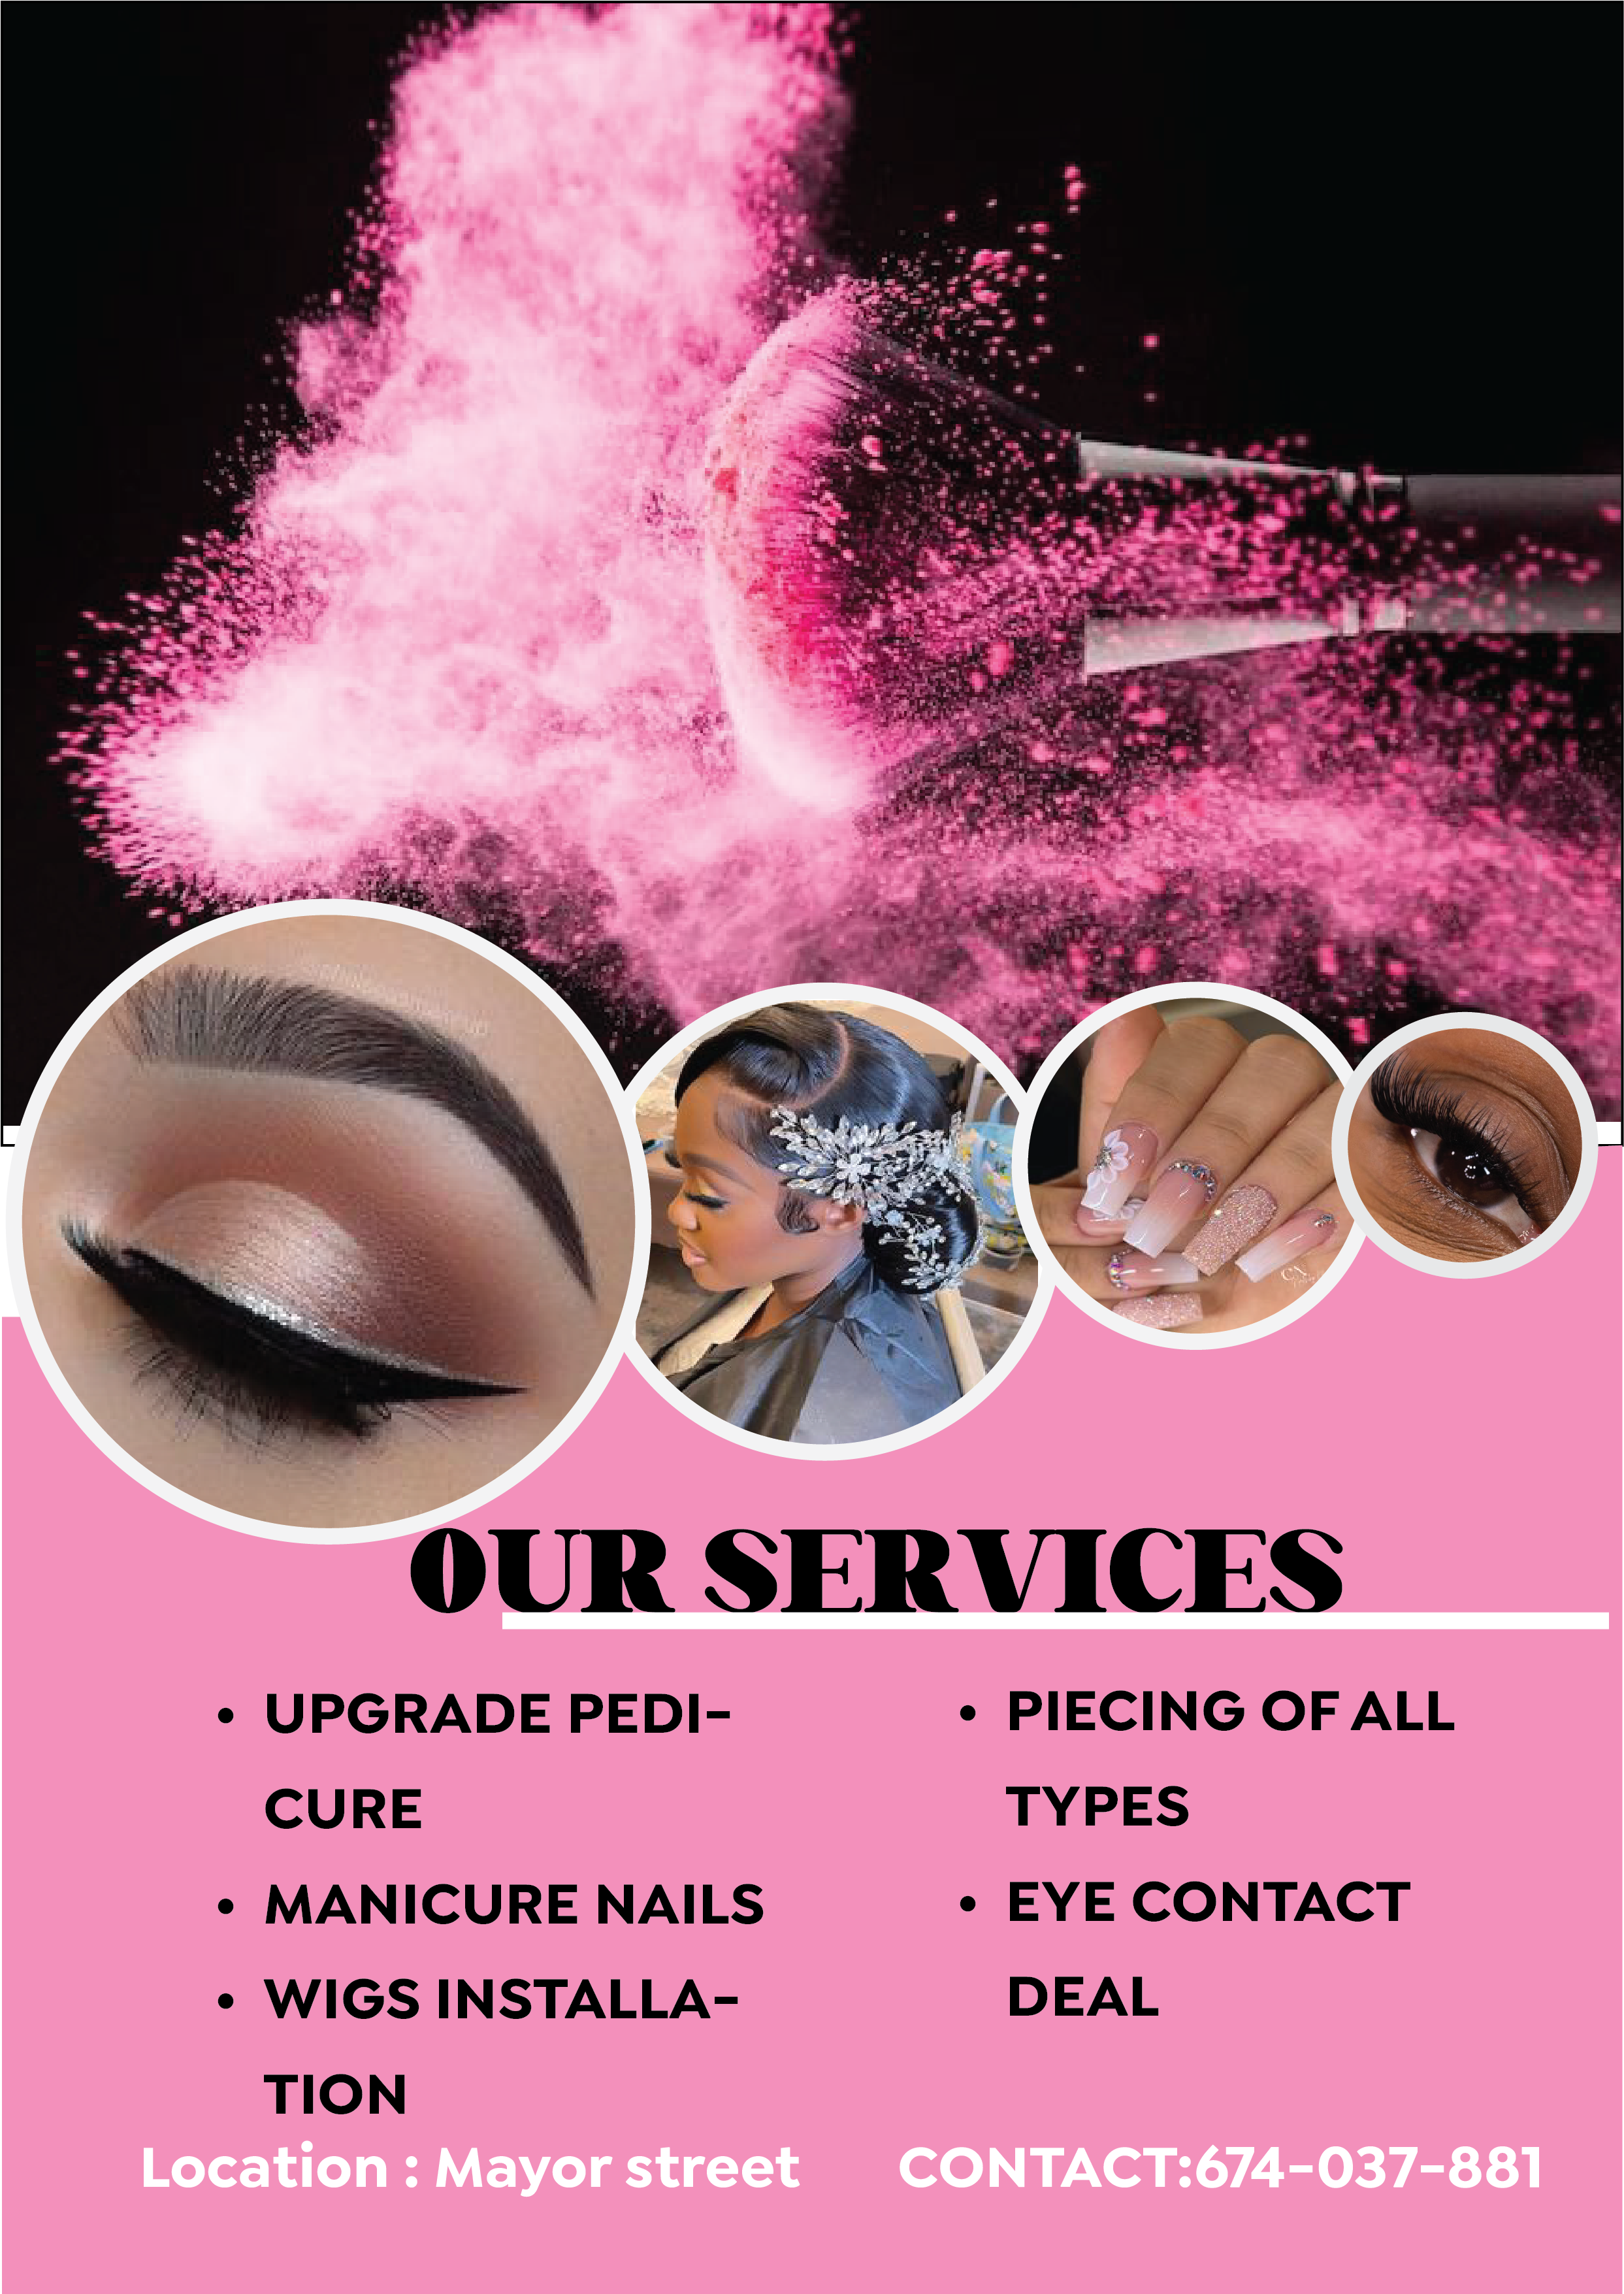 OUR SERVICES
• UPGRADE PEDI-
CURE
• MANICURE NAILS
• WIGS INSTALLA-
TION
• PIECING OF ALL
TYPES
• EYE CONTACT
DEAL
Location : Mayor street
CONTACT:674-037-881